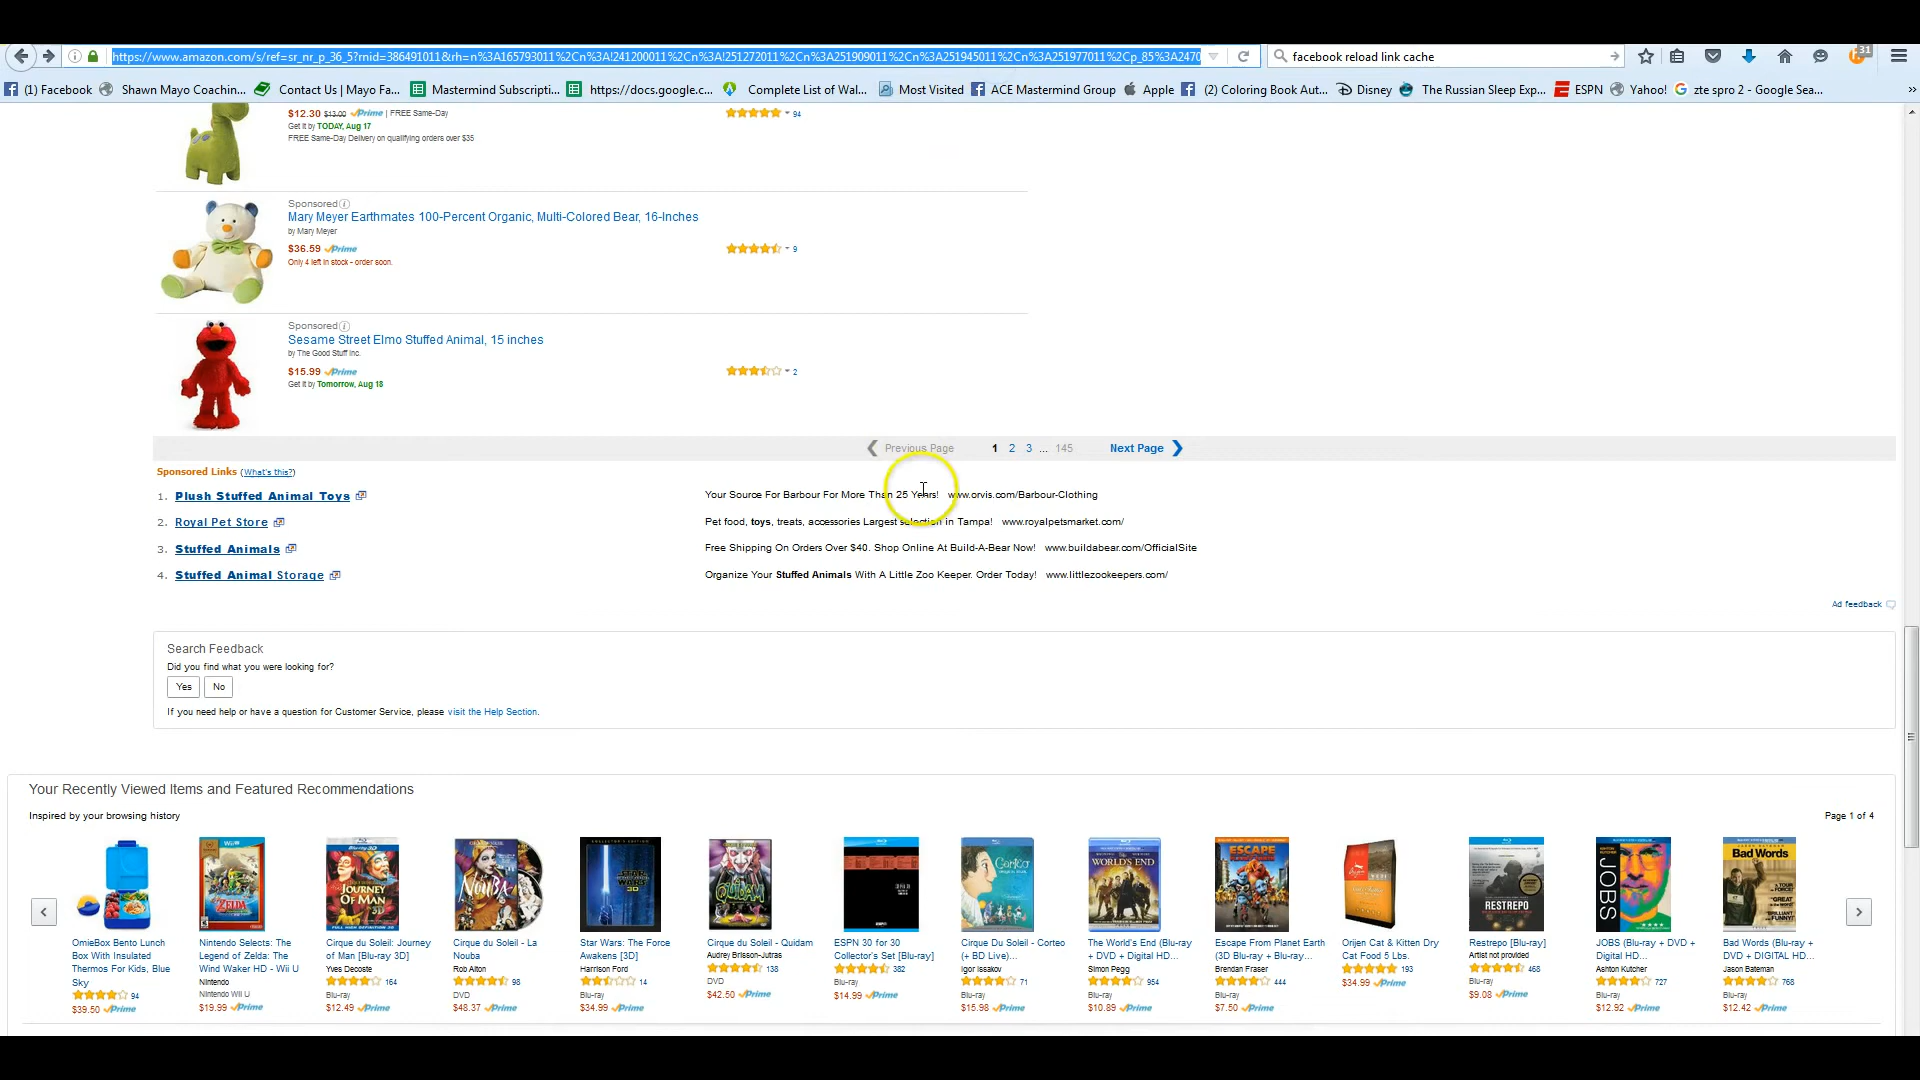 https://www.amazon.com/s/ref=sr_nr_p_36_5?rnid=386491011&rh=n%3A165793011%2Cn%3A!241200011%2Cn%3A!251272011%2Cn%3A251909011%2Cn%3A251945011%2Cn%3A251977011%2Cp_85%3A2470
facebook reload link cache
31
(1) Facebook
Shawn Mayo Coachin...
Contact Us | Mayo Fa...
Mastermind Subscripti...
https://docs.google.c...
Complete List of Wal...
Most Visited
ACE Mastermind Group
Apple
(2) Coloring Book Aut...
Disney
The Russian Sleep Exp...
ESPN
Yahoo!
zte spro 2 - Google Sea...
$12.30 $13.00 Prime | FREE Same-Day
94
Get it by TODAY, Aug 17
FREE Same-Day Delivery on qualifying orders over $35
Sponsored
Mary Meyer Earthmates 100-Percent Organic, Multi-Colored Bear, 16-Inches
by Mary Meyer
$36.59 Prime
9
Only 4 left in stock - order soon.
Sponsored
Sesame Street Elmo Stuffed Animal, 15 inches
by The Good Stuff Inc.
$15.99 Prime
2
Get it by Tomorrow, Aug 18
Previous Page 1 2 3 ... 145 Next Page
Sponsored Links (What's this?)
1. Plush Stuffed Animal Toys
Your Source For Barbour For More Than 25 Years! www.orvis.com/Barbour-Clothing
2. Royal Pet Store
Pet food, toys, treats, accessories Largest selection in Tampa! www.royalpetsmarket.com/
3. Stuffed Animals
Free Shipping On Orders Over $40. Shop Online At Build-A-Bear Now! www.buildabear.com/OfficialSite
4. Stuffed Animal Storage
Organize Your Stuffed Animals With A Little Zoo Keeper. Order Today! www.littlezookeepers.com/
Ad feedback
Search Feedback
Did you find what you were looking for?
Yes No
If you need help or have a question for Customer Service, please visit the Help Section.
Your Recently Viewed Items and Featured Recommendations
Inspired by your browsing history
Page 1 of 4
OmieBox Bento Lunch
Box With Insulated
Thermos For Kids, Blue
Sky
94
$39.50 Prime
Nintendo Selects: The
Legend of Zelda: The
Wind Waker HD - Wii U
Nintendo
Nintendo Wii U
$19.99 Prime
JOURNEY
OF MAN
Cirque du Soleil: Journey
of Man [Blu-ray 3D]
Yves Decoste
164
Blu-ray
$12.49 Prime
NOUBA
Cirque du Soleil - La
Nouba
Rob Alton
98
DVD
$48.37 Prime
Star Wars: The Force
Awakens [3D]
Harrison Ford
14
Blu-ray
$34.99 Prime
QUIDAM
Cirque du Soleil - Quidam
Audrey Brisson-Jutras
138
DVD
$42.50 Prime
ESPN 30 for 30
Collector's Set [Blu-ray]
382
Blu-ray
$14.99 Prime
Corteo
Cirque Du Soleil - Corteo
(+ BD Live)...
Igor Issakov
71
Blu-ray
$15.98 Prime
WORLD'S END
The World's End (Blu-ray
+ DVD + Digital HD...
Simon Pegg
954
Blu-ray
$10.89 Prime
ESCAPE
Escape From Planet Earth
(3D Blu-ray + Blu-ray...
Brendan Fraser
444
Blu-ray
$7.50 Prime
Orijen Cat & Kitten Dry
Cat Food 5 Lbs.
193
$34.99 Prime
RESTREPO
Restrepo [Blu-ray]
Artist not provided
468
Blu-ray
$9.08 Prime
JOBS
JOBS (Blu-ray + DVD +
Digital HD...
Ashton Kutcher
727
Blu-ray
$12.92 Prime
Bad Words
Bad Words (Blu-ray +
DVD + DIGITAL HD...
Jason Bateman
768
Blu-ray
$12.42 Prime